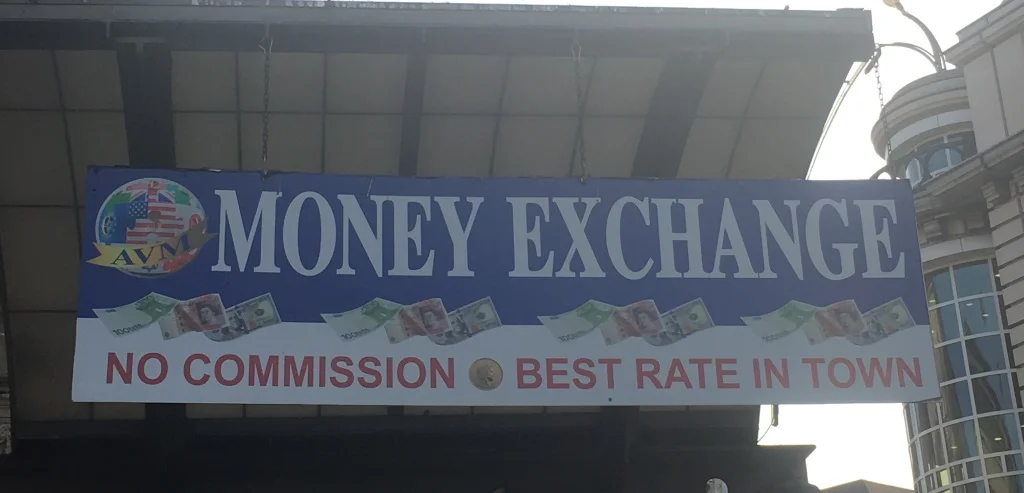 AVM
MONEY EXCHANGE
NO COMMISSION BEST RATE IN TOWN